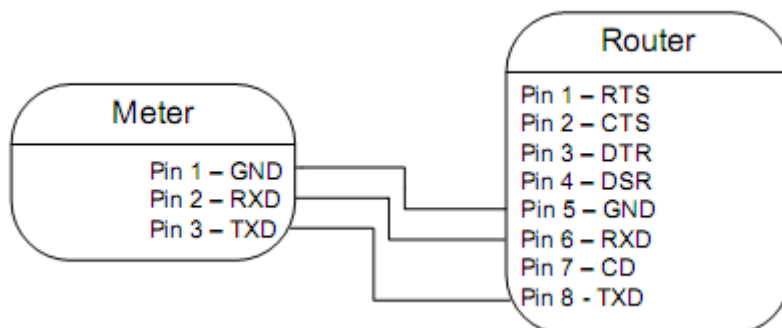 Meter
Pin 1 – GND
Pin 2 – RXD
Pin 3 – TXD
Router
Pin 1 – RTS
Pin 2 – CTS
Pin 3 – DTR
Pin 4 – DSR
Pin 5 – GND
Pin 6 – RXD
Pin 7 – CD
Pin 8 - TXD